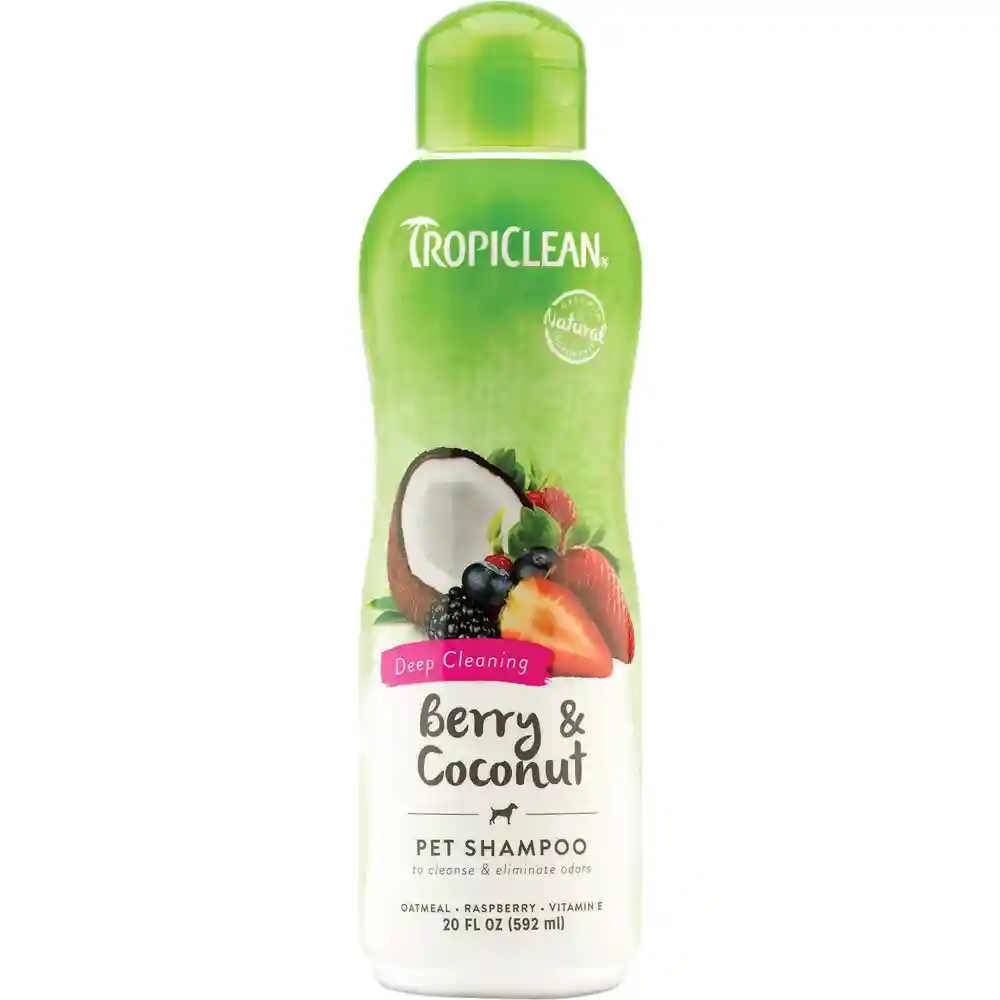 TROPICLEAN
Natural
Deep Cleaning
Berry &
Coconut
PET SHAMPOO
to cleanse & eliminate odors
OATMEAL • RASPBERRY • VITAMIN E
20 FL OZ (592 ml)